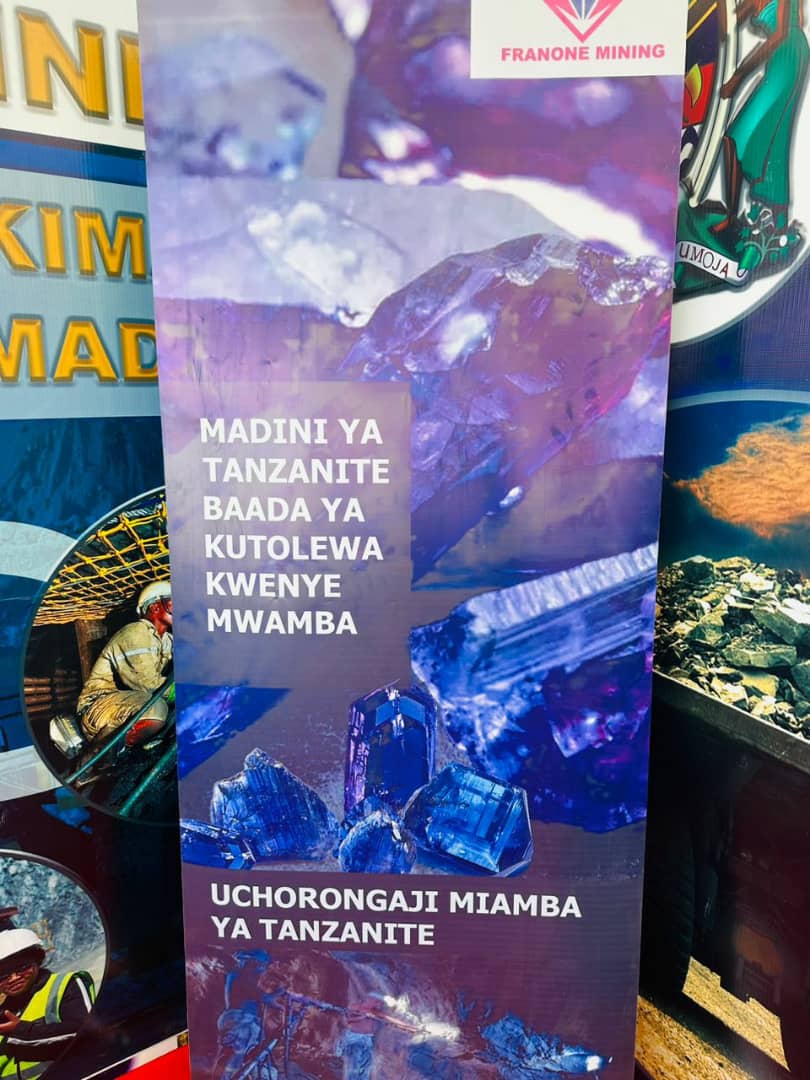 FRANONE MINING
UMOJA
MADINI YA
TANZANITE
BAADA YA
KUTOLEWA
KWENYE
MWAMBA
UCHORONGAJI MIAMBA
YA TANZANITE